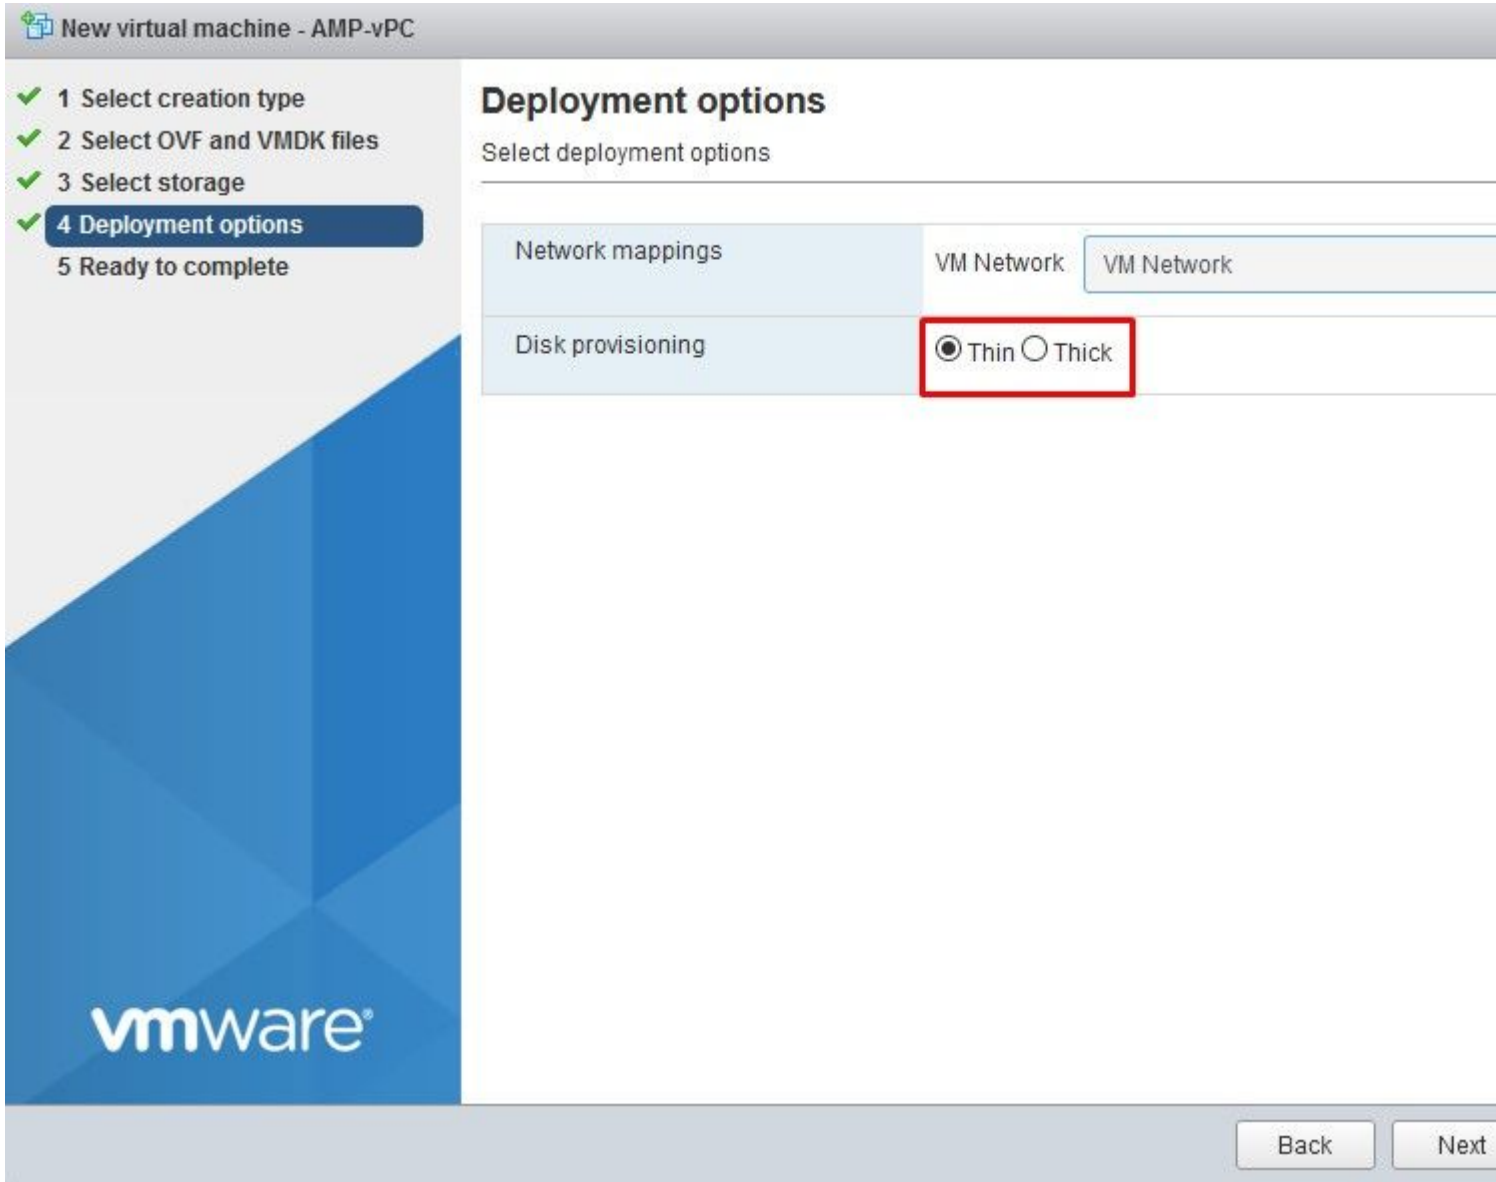 New virtual machine - AMP-vPC
1 Select creation type
2 Select OVF and VMDK files
3 Select storage
4 Deployment options
5 Ready to complete
Deployment options
Select deployment options
Network mappings
VM Network VM Network
Disk provisioning
Thin Thick
vmware®
Back Next